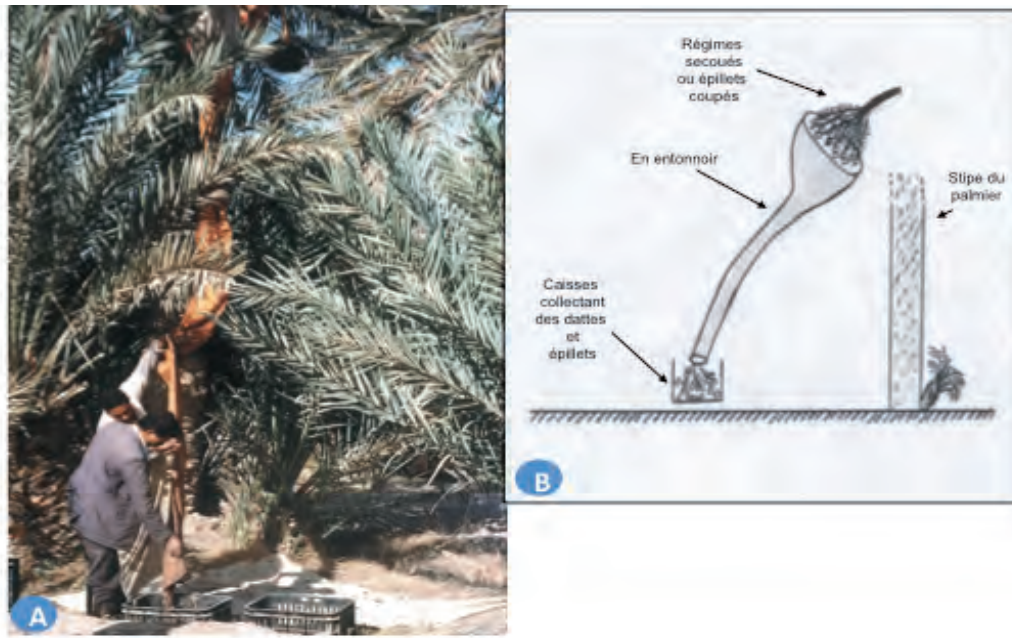 Régimes
secoués
ou épillets
coupés
En entonnoir
Stipe du
palmier
Caisses
collectant
des dattes
et
épillets
A
B